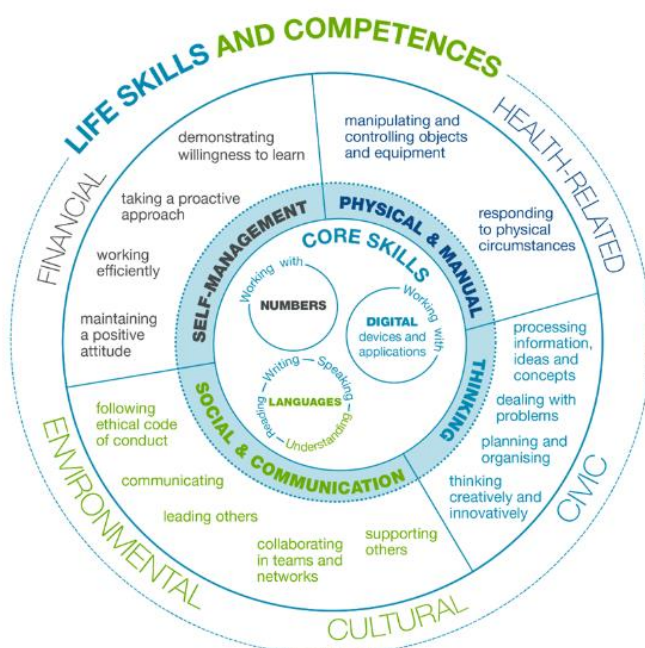 LIFE SKILLS AND COMPETENCES
FINANCIAL
HEALTH-RELATED
CIVIC
CULTURAL
ENVIRONMENTAL
SELF-MANAGEMENT
demonstrating
willingness to learn
taking a proactive
approach
working
efficiently
maintaining
a positive
attitude
PHYSICAL & MANUAL
manipulating and
controlling objects
and equipment
responding
to physical
circumstances
THINKING
processing
information,
ideas and
concepts
dealing with
problems
planning and
organising
thinking
creatively and
innovatively
SOCIAL & COMMUNICATION
following
ethical code
of conduct
communicating
leading others
collaborating
in teams and
networks
supporting
others
CORE SKILLS
Working with
NUMBERS
Working with
DIGITAL
devices and
applications
Reading
Writing
Speaking
Understanding
LANGUAGES